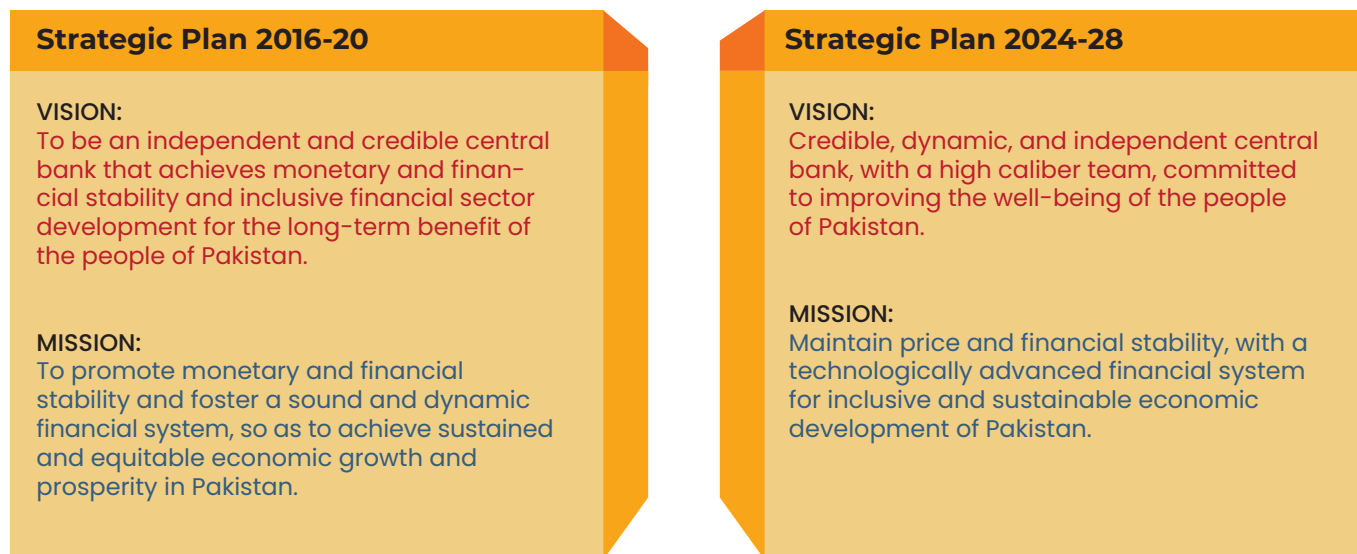 Strategic Plan 2016-20
VISION:
To be an independent and credible central
bank that achieves monetary and finan-
cial stability and inclusive financial sector
development for the long-term benefit of
the people of Pakistan.
MISSION:
To promote monetary and financial
stability and foster a sound and dynamic
financial system, so as to achieve sustained
and equitable economic growth and
prosperity in Pakistan.
Strategic Plan 2024-28
VISION:
Credible, dynamic, and independent central
bank, with a high caliber team, committed
to improving the well-being of the people
of Pakistan.
MISSION:
Maintain price and financial stability, with a
technologically advanced financial system
for inclusive and sustainable economic
development of Pakistan.